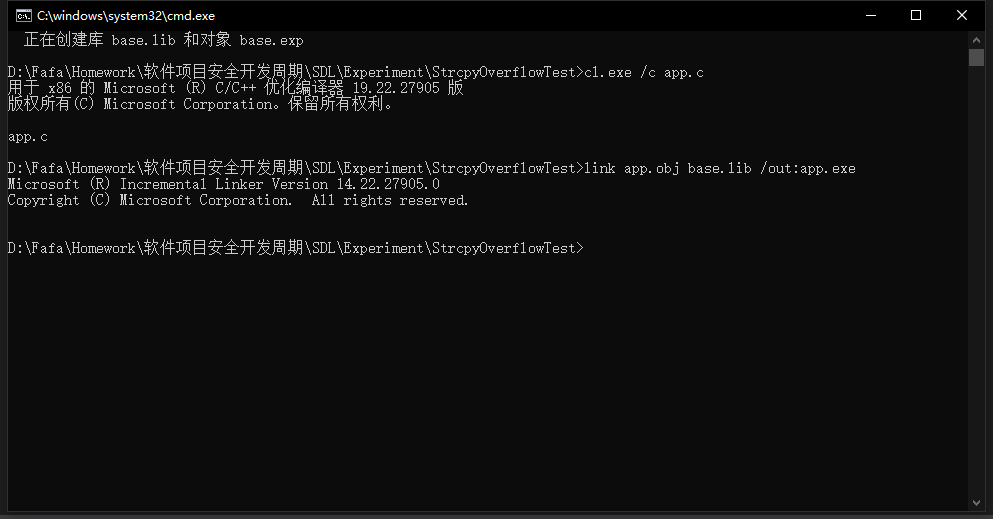 C:\windows\system32\cmd.exe
正在创建库 base.lib 和对象 base.exp
D:\Fafa\Homework\软件项目安全开发周期\SDL\Experiment\StrcpyOverflowTest>cl.exe /c app.c
用于 x86 的 Microsoft (R) C/C++ 优化编译器 19.22.27905 版
版权所有(C) Microsoft Corporation。保留所有权利。
app.c
D:\Fafa\Homework\软件项目安全开发周期\SDL\Experiment\StrcpyOverflowTest>link app.obj base.lib /out:app.exe
Microsoft (R) Incremental Linker Version 14.22.27905.0
Copyright (C) Microsoft Corporation.  All rights reserved.
D:\Fafa\Homework\软件项目安全开发周期\SDL\Experiment\StrcpyOverflowTest>